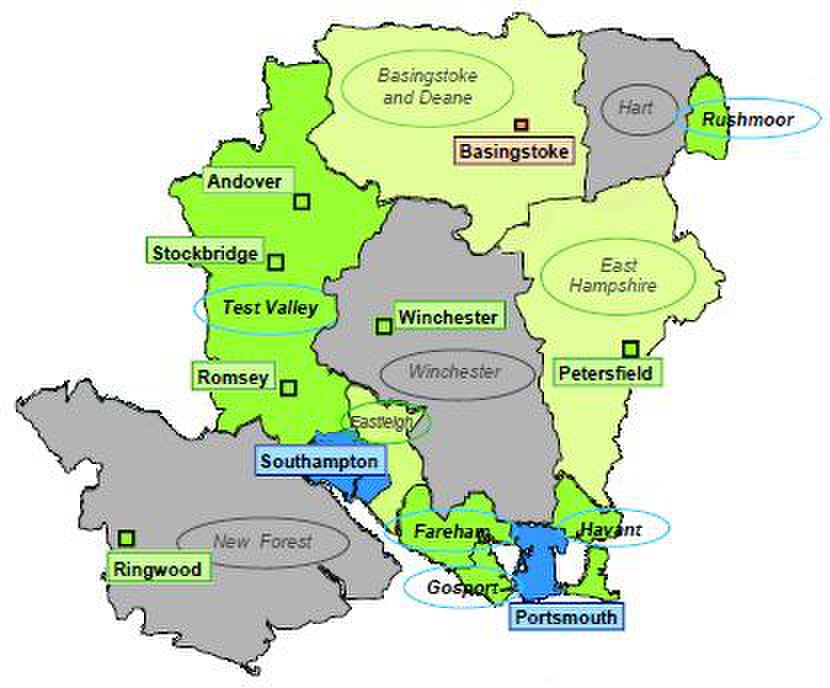 Basingstoke
and Deane
Hart
Rushmoor
Basingstoke
Andover
Stockbridge
East
Hampshire
Test Valley
Winchester
Petersfield
Winchester
Romsey
Eastleigh
Southampton
Fareham
Havant
New Forest
Ringwood
Gosport
Portsmouth